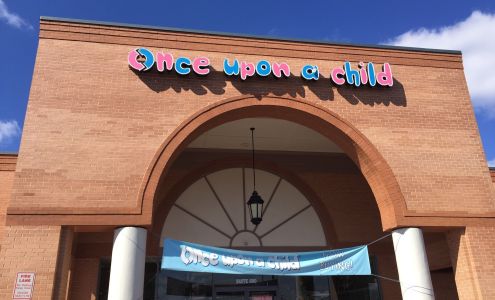 once upon a child
once upon a child
FIRE
LANE